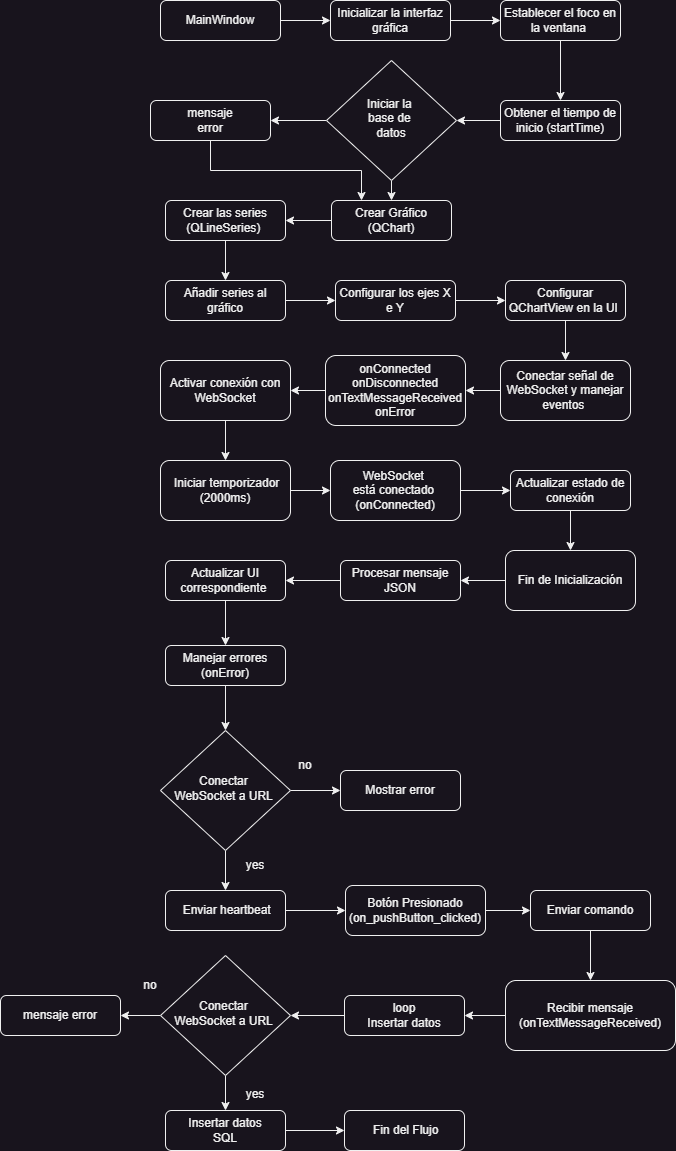 MainWindow
Inicializar la interfaz
gráfica
Establecer el foco en
la ventana
Obtener el tiempo de
inicio (startTime)
Iniciar la
base de
datos
mensaje
error
Crear Gráfico
(QChart)
Crear las series
(QLineSeries)
Añadir series al
gráfico
Configurar los ejes X
e Y
Configurar
QChartView en la UI
Conectar señal de
WebSocket y manejar
eventos
onConnected
onDisconnected
onTextMessageReceived
onError
Activar conexión con
WebSocket
Iniciar temporizador
(2000ms)
WebSocket
está conectado
(onConnected)
Actualizar estado de
conexión
Fin de Inicialización
Procesar mensaje
JSON
Actualizar UI
correspondiente
Manejar errores
(onError)
Conectar
WebSocket a URL
no
Mostrar error
yes
Enviar heartbeat
Botón Presionado
(on_pushButton_clicked)
Enviar comando
Recibir mensaje
(onTextMessageReceived)
loop
Insertar datos
Conectar
WebSocket a URL
no
mensaje error
yes
Insertar datos
SQL
Fin del Flujo